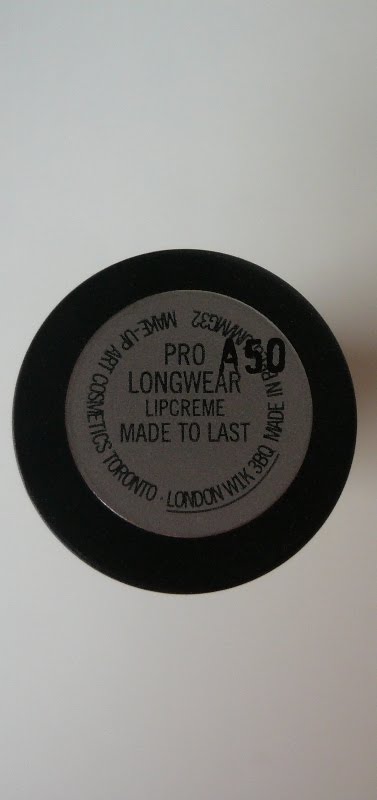 PRO
LONGWEAR
LIPCREME
MADE TO LAST
A50
MAKE-UP ART COSMETICS TORONTO · LONDON W1K 3BQ MADE IN